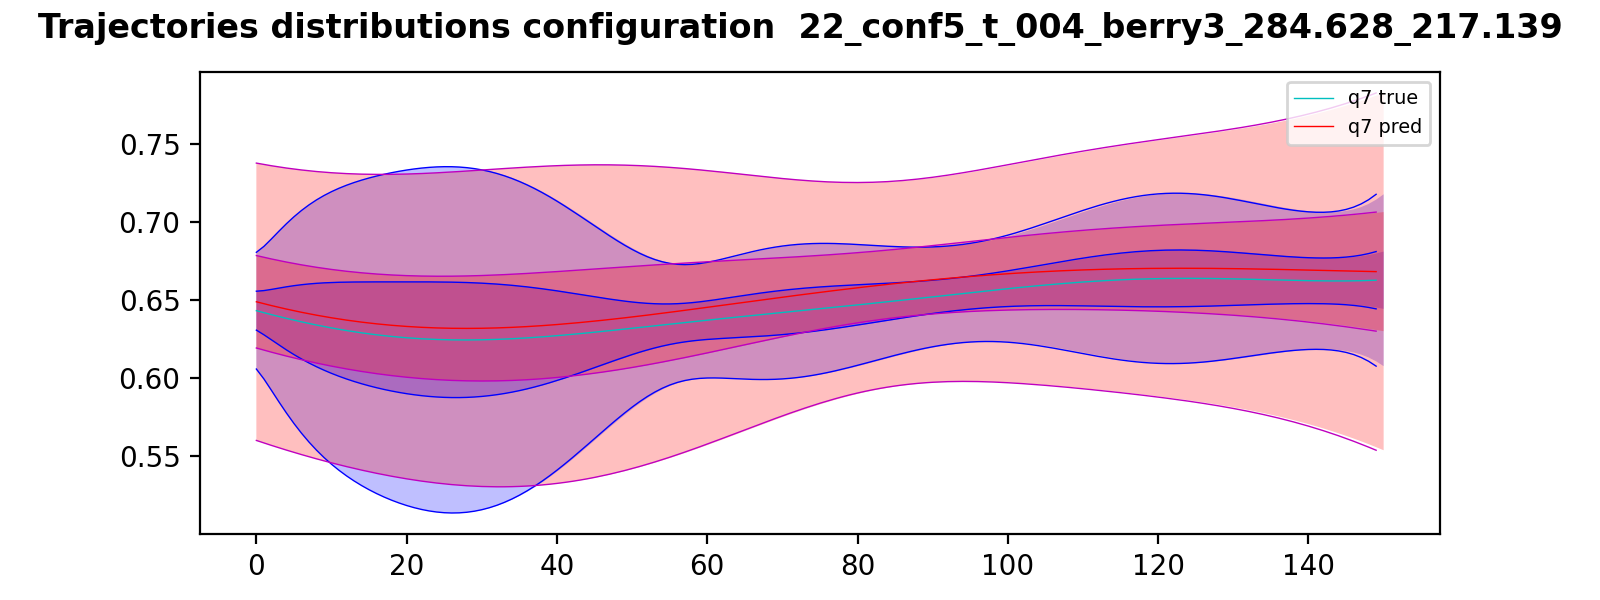 Trajectories distributions configuration  22_conf5_t_004_berry3_284.628_217.139
q7 true
q7 pred
0.75
0.70
0.65
0.60
0.55
0 20 40 60 80 100 120 140